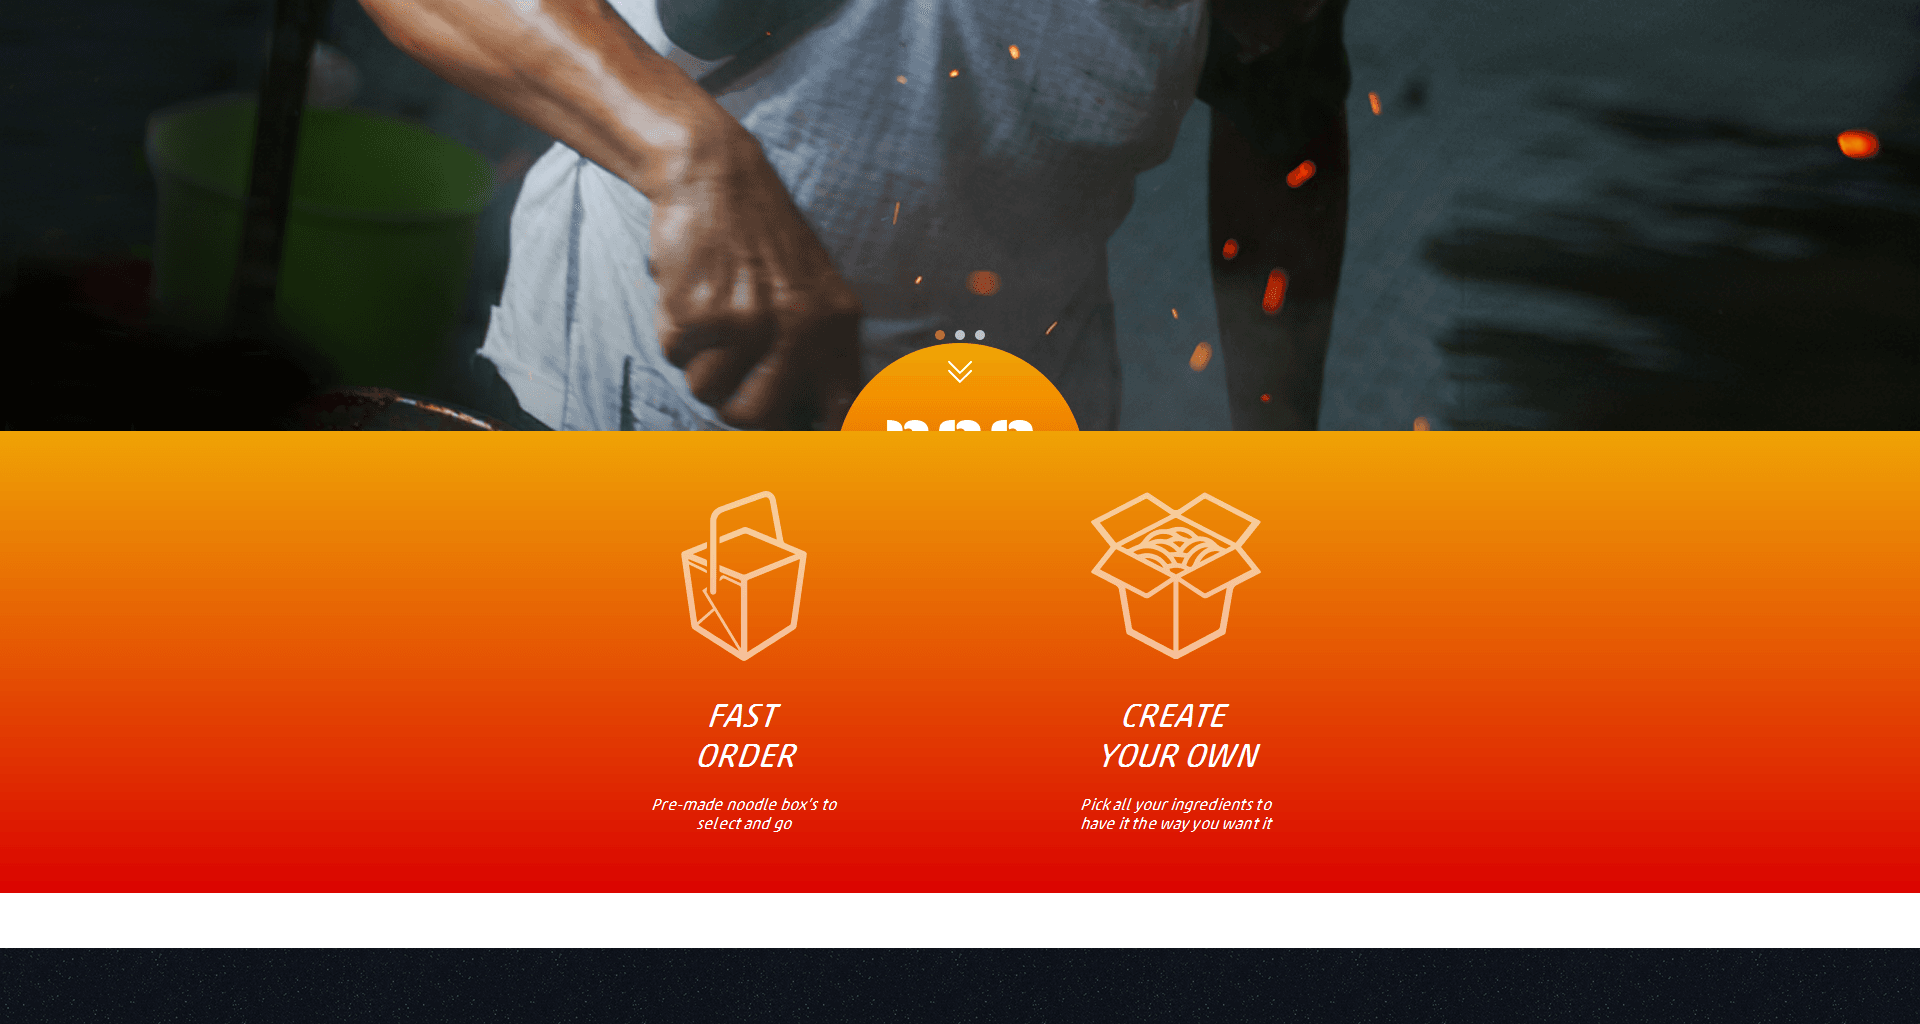 FAST
ORDER
Pre-made noodle box's to
select and go
CREATE
YOUR OWN
Pick all your ingredients to
have it the way you want it